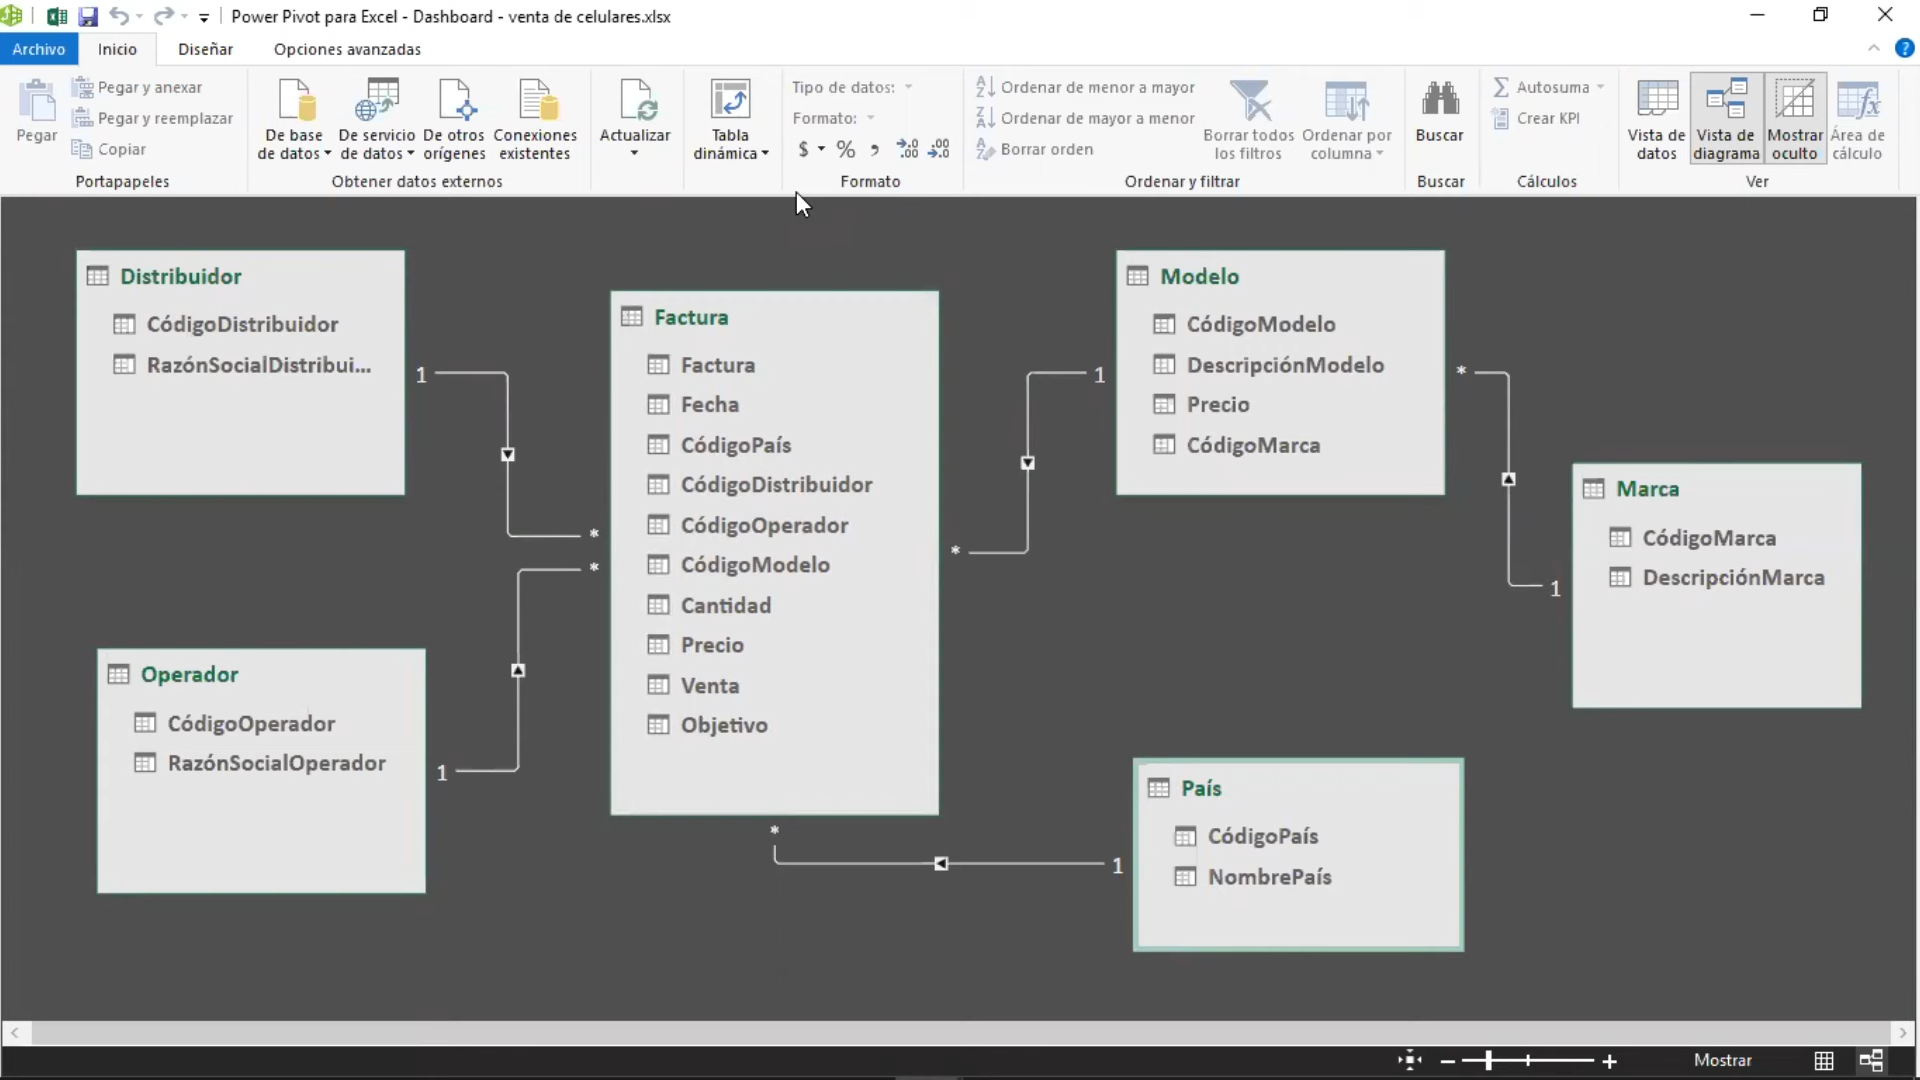 Power Pivot para Excel - Dashboard - venta de celulares.xlsx
Archivo
Inicio
Diseñar
Opciones avanzadas
Pegar
Pegar y anexar
Pegar y reemplazar
Copiar
Portapapeles
De base
de datos
De servicio
de datos
De otros
orígenes
Conexiones
existentes
Obtener datos externos
Actualizar
Tabla
dinámica
Tipo de datos:
Formato:
$ % ,
Formato
Ordenar de menor a mayor
Ordenar de mayor a menor
Borrar orden
Borrar todos
los filtros
Ordenar por
columna
Ordenar y filtrar
Buscar
Buscar
Autosuma
Crear KPI
Cálculos
Vista de
datos
Vista de
diagrama
Mostrar
oculto
Área de
cálculo
Ver
Distribuidor
CódigoDistribuidor
RazónSocialDistribui...
1
*
Operador
CódigoOperador
RazónSocialOperador
1
*
Factura
Factura
Fecha
CódigoPaís
CódigoDistribuidor
CódigoOperador
CódigoModelo
Cantidad
Precio
Venta
Objetivo
*
1
Modelo
CódigoModelo
DescripciónModelo
Precio
CódigoMarca
*
1
Marca
CódigoMarca
DescripciónMarca
*
1
País
CódigoPaís
NombrePaís
Mostrar